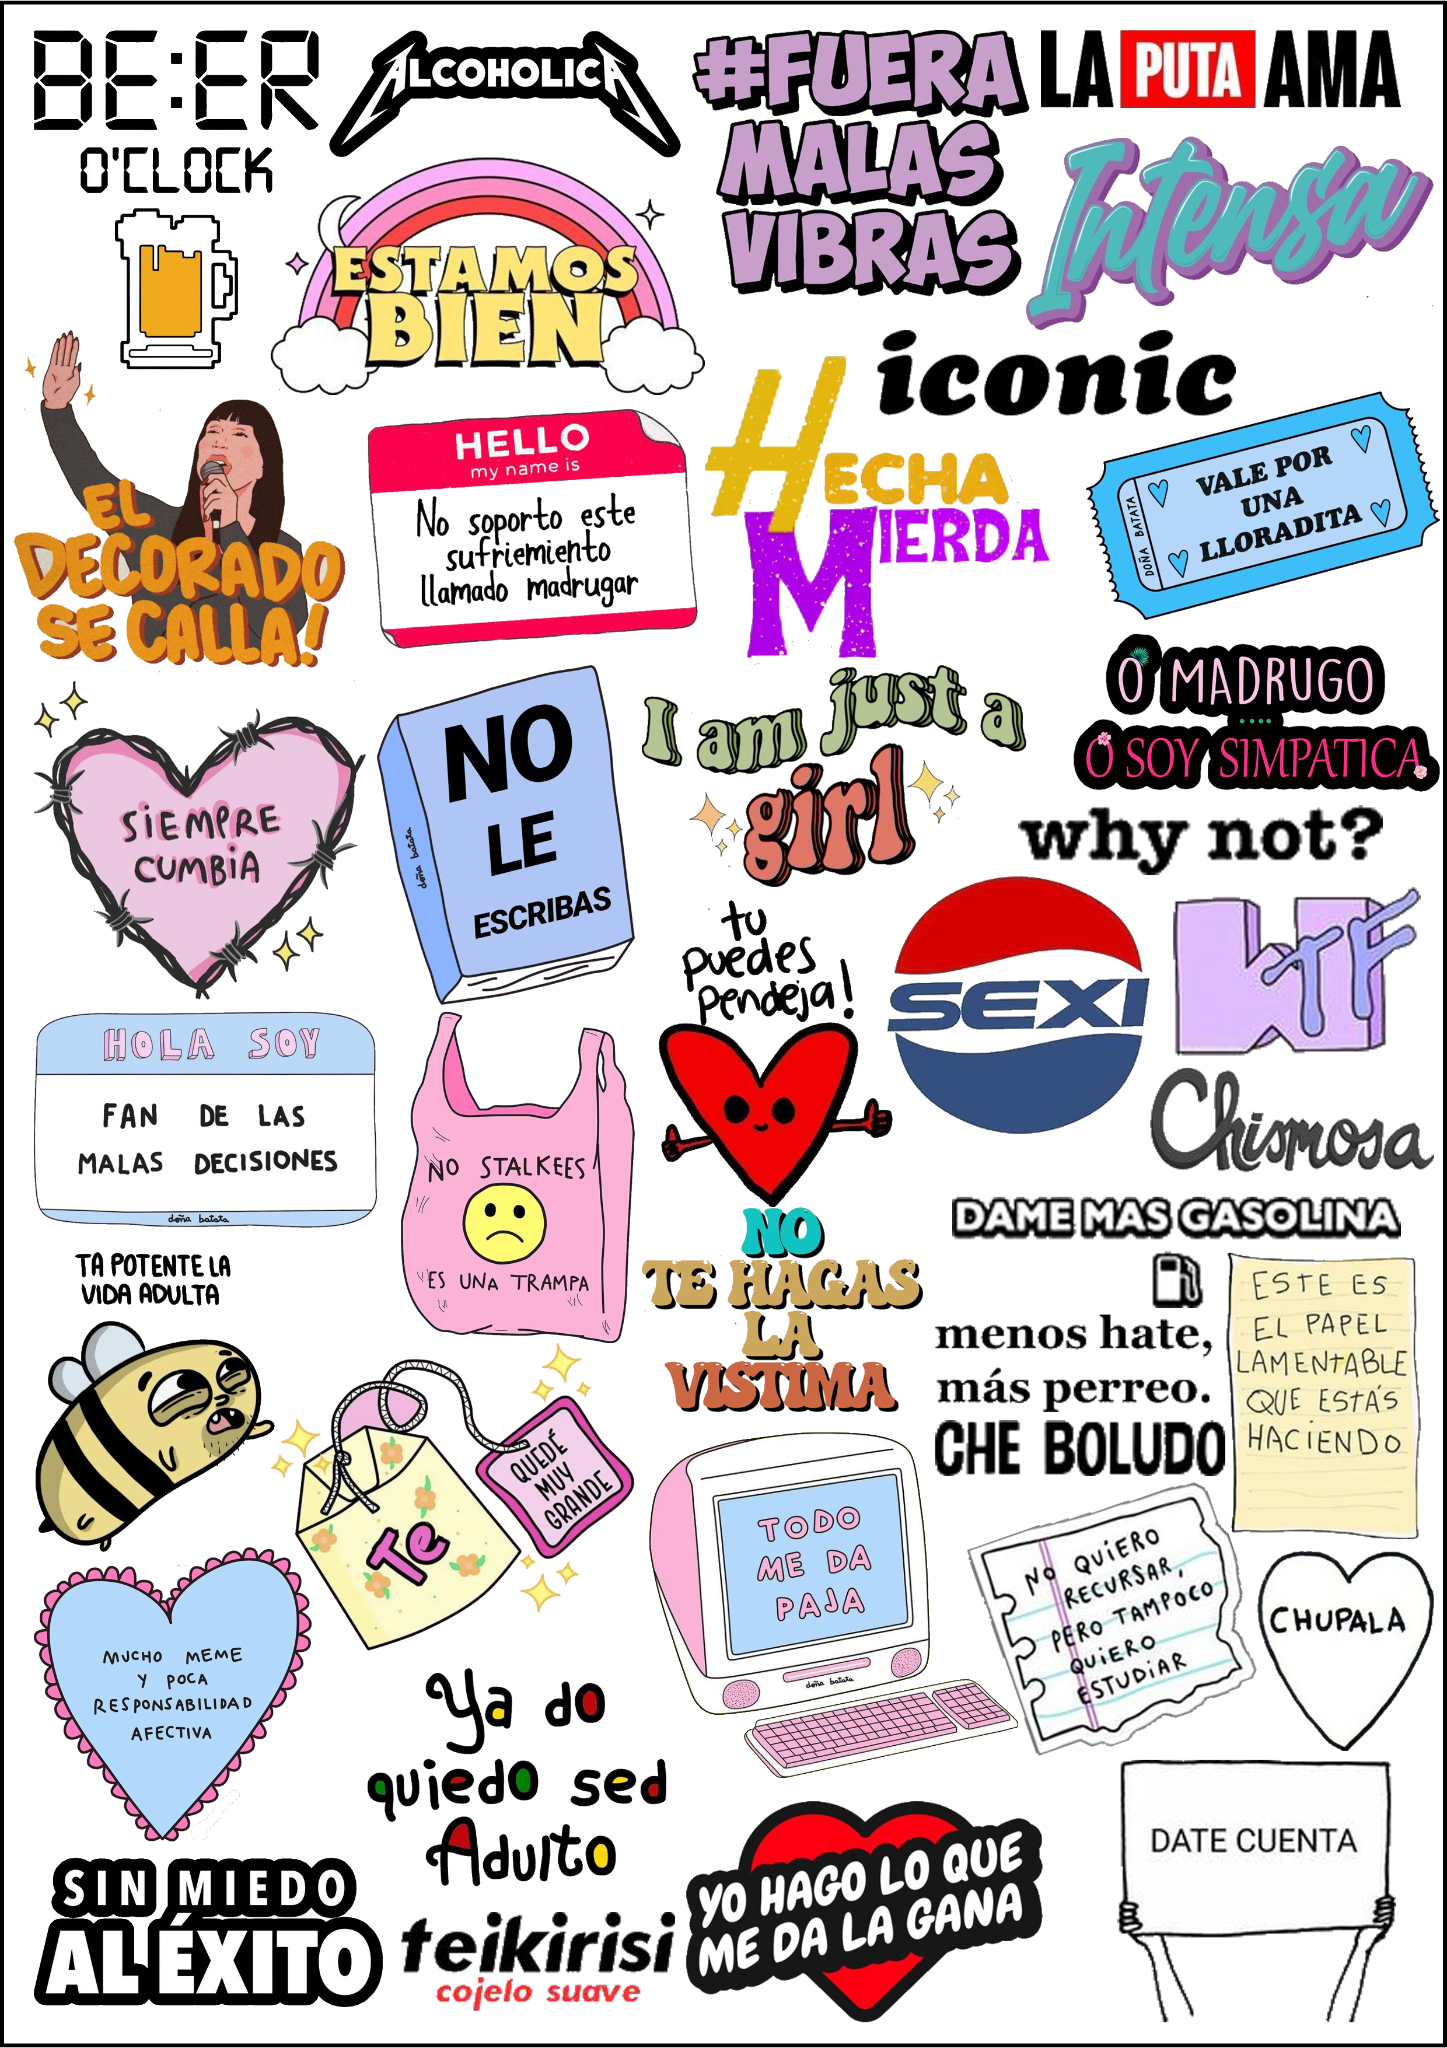 BE:ER
O'CLOCK
ALCOHOLICA
#FUERA
MALAS
VIBRAS
LA PUTA AMA
Intensa
ESTAMOS
BIEN
iconic
EL
DECORADO
SE CALLA!
HELLO
my name is
No soporto este
sufriemiento
llamado madrugar
HECHA
MIERDA
VALE POR
UNA
LLORADITA
DOÑA BATATA
O MADRUGO
O SOY SIMPATICA
SiEMPRE
CUMBiA
NO
LE
ESCRIBAS
doña batata
I am just a
girl
why not?
tu
puedes
pendeja!
SEXI
WTF
Chismosa
HOLA SOY
FAN DE LAS
MALAS DECISIONES
doña batata
NO STALKEES
ES UNA TRAMPA
NO
TE HAGAS
LA
VISTIMA
DAME MAS GASOLINA
TA POTENTE LA
VIDA ADULTA
menos hate,
más perreo.
CHE BOLUDO
ESTE ES
EL PAPEL
LAMENTABLE
QUE ESTÁS
HACiENDO
Te
QUEDÉ
MUY
GRANDE
TODO
ME DA
PAJA
doña batata
NO QUiERO
RECURSAR,
PERO TAMPOCO
QUiERO
ESTUDiAR
CHUPALA
MUCHO MEME
Y POCA
RESPONSABILIDAD
AFECTIVA
Ya do
quiedo sed
Adulto
DATE CUENTA
SIN MIEDO
AL ÉXITO
teikirisi
cojelo suave
YO HAGO LO QUE
ME DA LA GANA